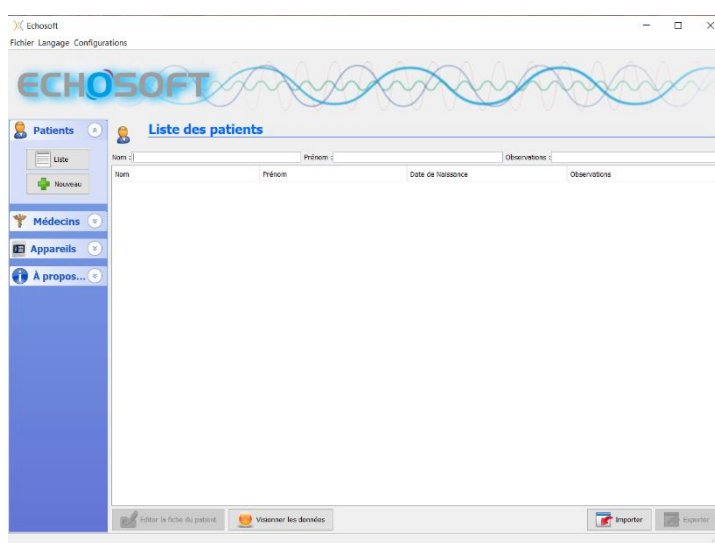 Echosoft
Fichier Langage Configurations
ECHOSOFT
Patients
Liste
Nouveau
Médecins
Appareils
À propos...
Liste des patients
Nom : Prénom : Observations :
Nom Prénom Date de Naissance Observations
Editer la fiche du patient Visionner les données Importer Exporter